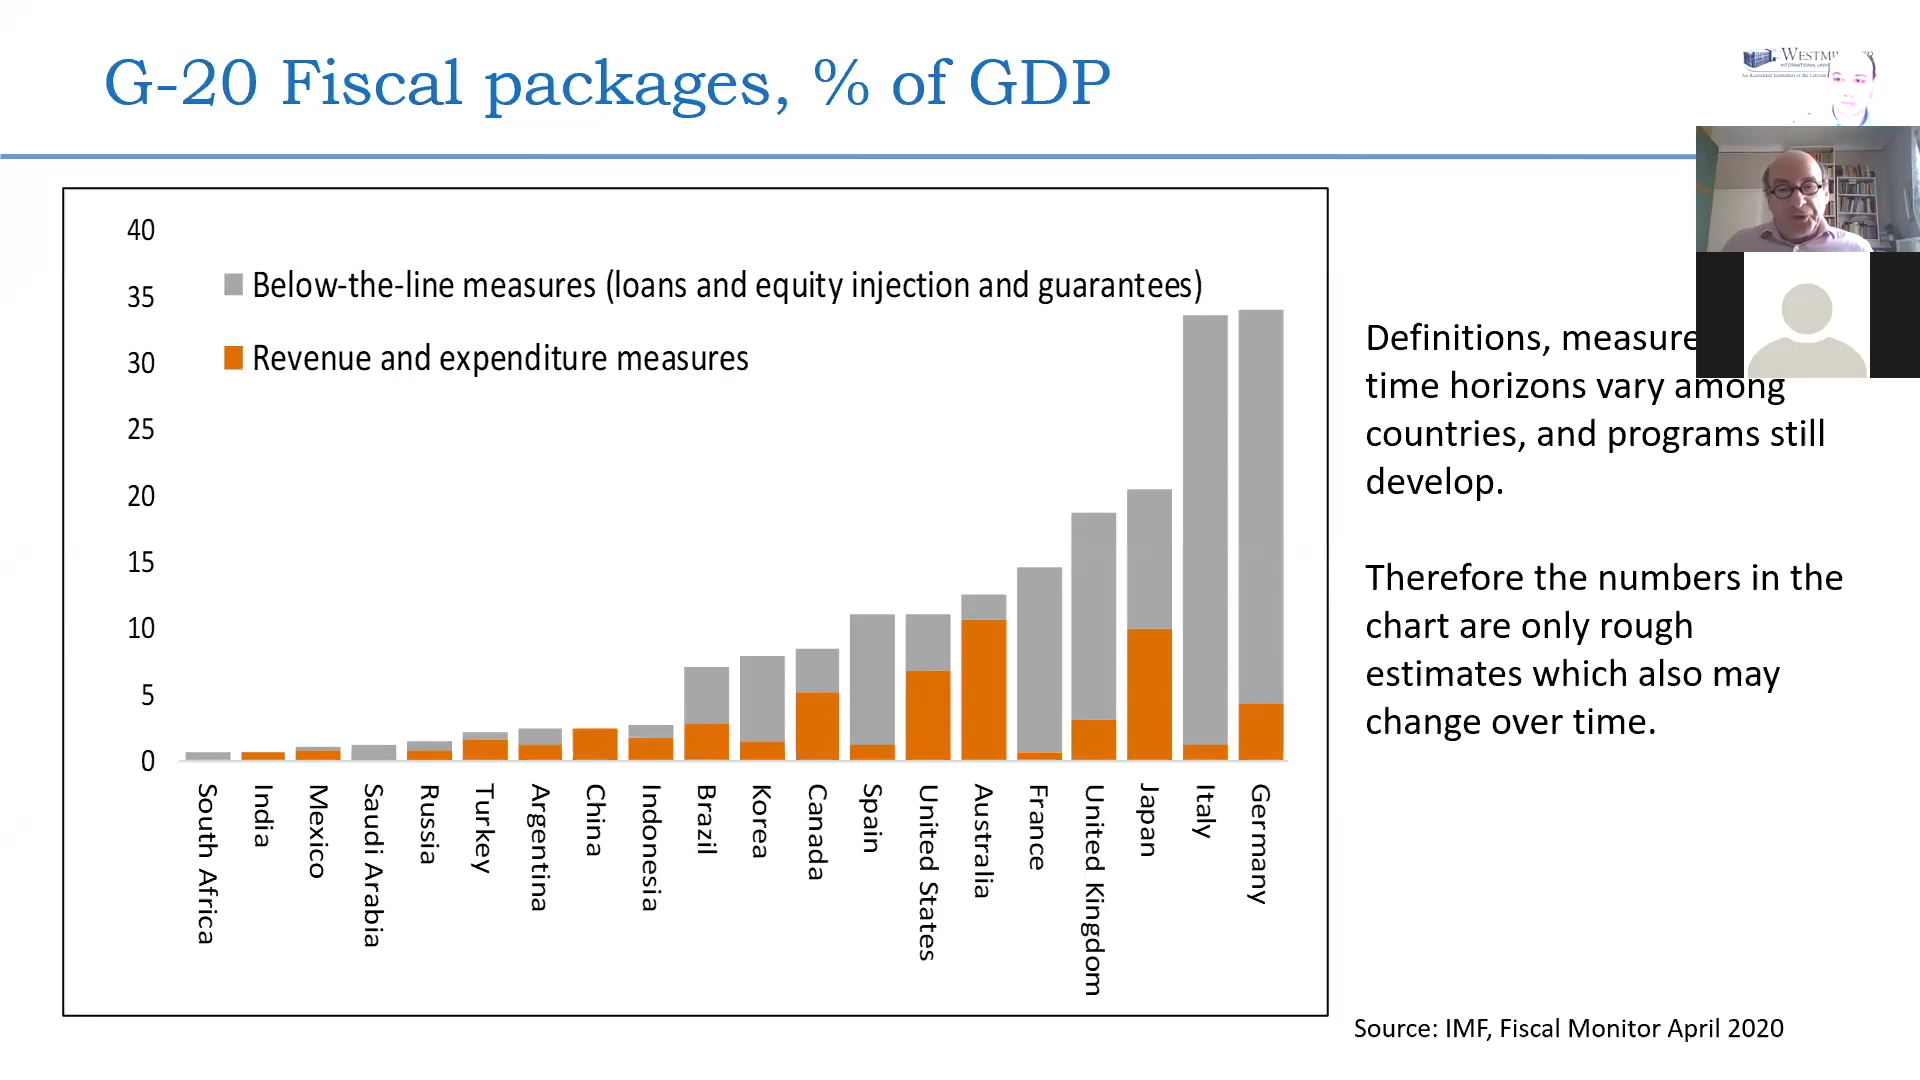 G-20 Fiscal packages, % of GDP
40
35
30
25
20
15
10
5
0
Below-the-line measures (loans and equity injection and guarantees)
Revenue and expenditure measures
South Africa
India
Mexico
Saudi Arabia
Russia
Turkey
Argentina
China
Indonesia
Brazil
Korea
Canada
Spain
United States
Australia
France
United Kingdom
Japan
Italy
Germany
Definitions,
time horizons vary among
countries, and programs still
develop.
Therefore the numbers in the
chart are only rough
estimates which also may
change over time.
Source: IMF, Fiscal Monitor April 2020